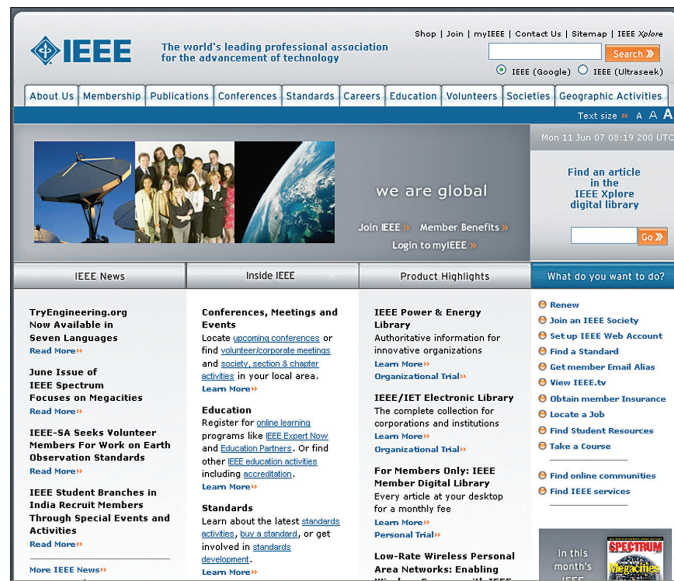 Shop | Join | myIEEE | Contact Us | Sitemap | IEEE Xplore
IEEE
The world's leading professional association
for the advancement of technology
Search »
IEEE (Google) IEEE (Ultraseek)
About Us Membership Publications Conferences Standards Careers Education Volunteers Societies Geographic Activities
Text size » A A A
Mon 11 Jun 07 08:19 200 UTC
we are global
Join IEEE » Member Benefits »
Login to myIEEE »
Find an article
in the
IEEE Xplore
digital library
Go »
IEEE News
TryEngineering.org
Now Available in
Seven Languages
Read More»
June Issue of
IEEE Spectrum
Focuses on Megacities
Read More»
IEEE-SA Seeks Volunteer
Members For Work on Earth
Observation Standards
Read More»
IEEE Student Branches in
India Recruit Members
Through Special Events and
Activities
Read More»
More IEEE News»
Inside IEEE
Conferences, Meetings and
Events
Locate upcoming conferences or
find volunteer/corporate meetings
and society, section & chapter
activities in your local area.
Learn More»
Education
Register for online learning
programs like IEEE Expert Now
and Education Partners. Or find
other IEEE education activities
including accreditation.
Learn More»
Standards
Learn about the latest standards
activities, buy a standard, or get
involved in standards
development.
Learn More»
Product Highlights
IEEE Power & Energy
Library
Authoritative information for
innovative organizations
Learn More»
Organizational Trial»
IEEE/IET Electronic Library
The complete collection for
corporations and institutions
Learn More»
Organizational Trial»
For Members Only: IEEE
Member Digital Library
Every article at your desktop
for a monthly fee
Learn More»
Personal Trial»
Low-Rate Wireless Personal
Area Networks: Enabling
What do you want to do?
Renew
Join an IEEE Society
Set up IEEE Web Account
Find a Standard
Get member Email Alias
View IEEE.tv
Obtain member Insurance
Locate a Job
Find Student Resources
Take a Course
Find online communities
Find IEEE services
In this
month's
IEEE
SPECTRUM
Megacities